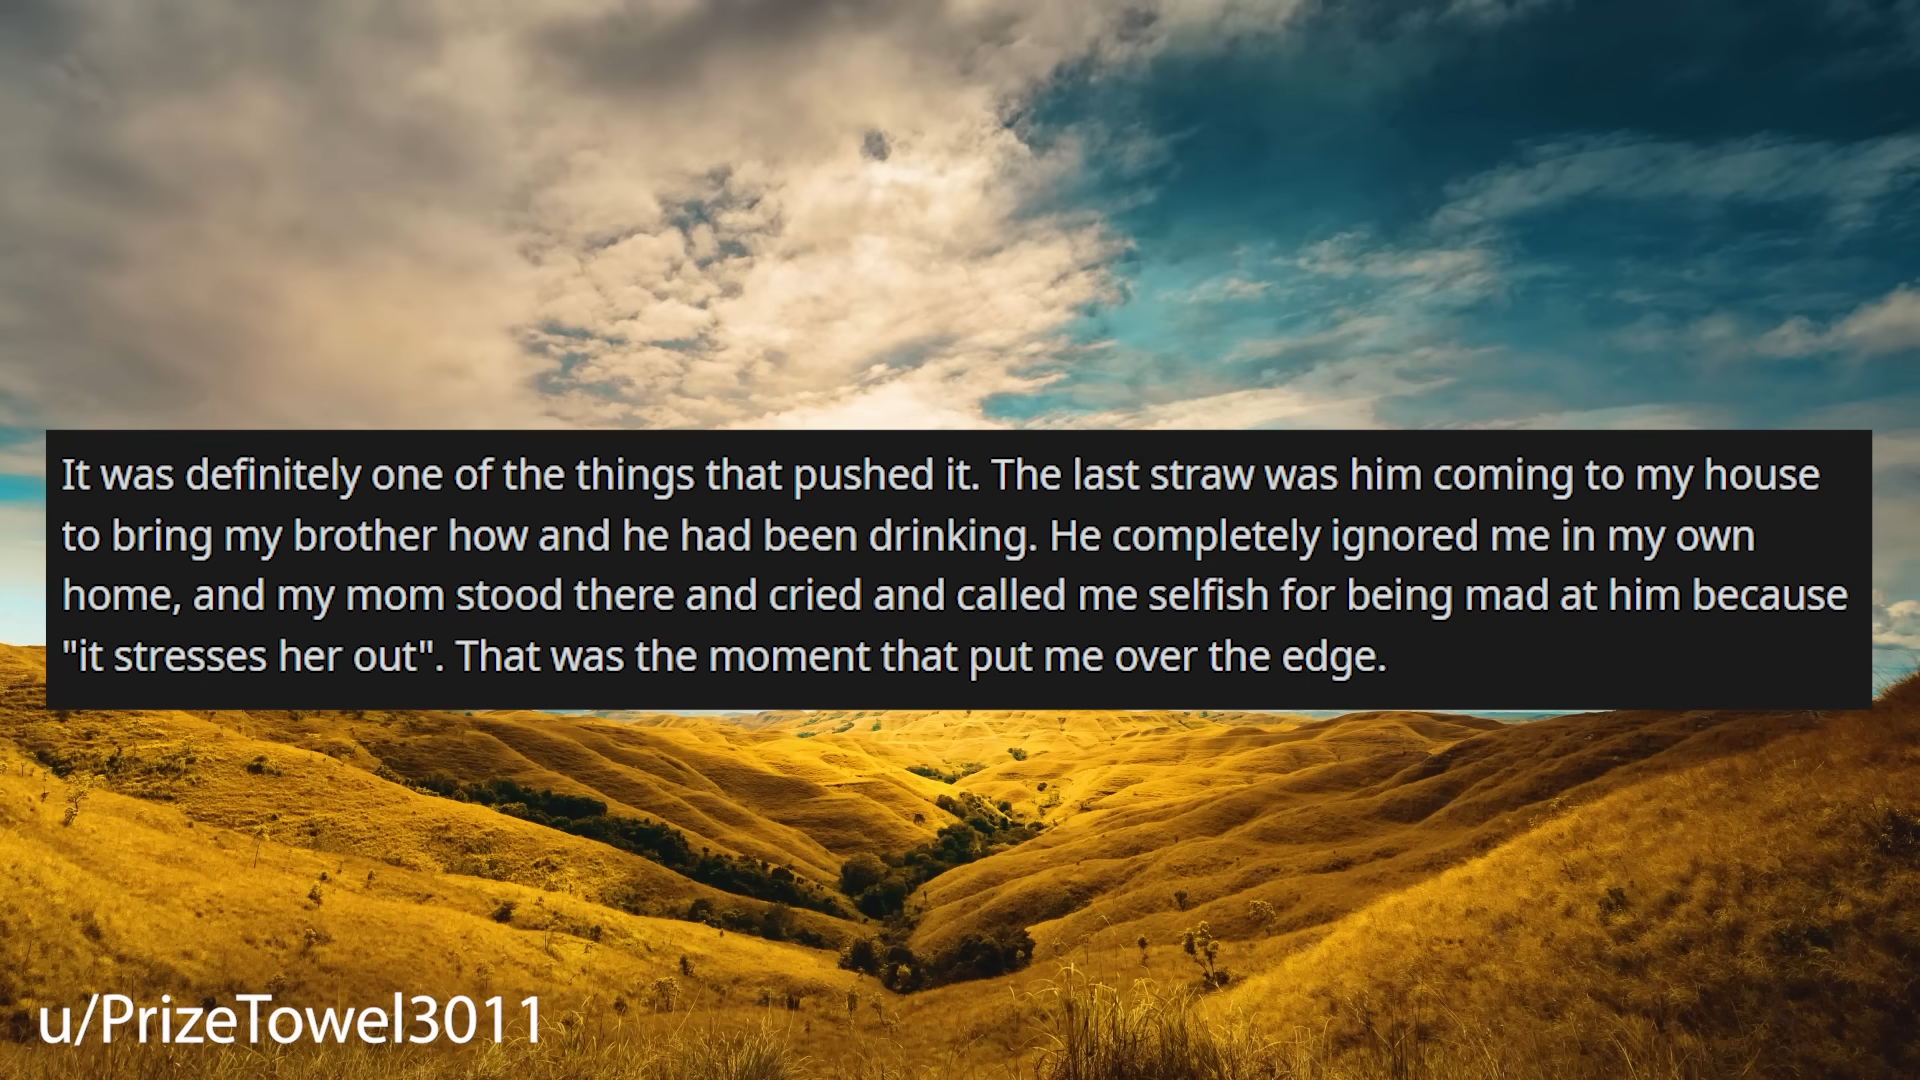 It was definitely one of the things that pushed it. The last straw was him coming to my house
to bring my brother how and he had been drinking. He completely ignored me in my own
home, and my mom stood there and cried and called me selfish for being mad at him because
"it stresses her out". That was the moment that put me over the edge.
u/PrizeTowel3011